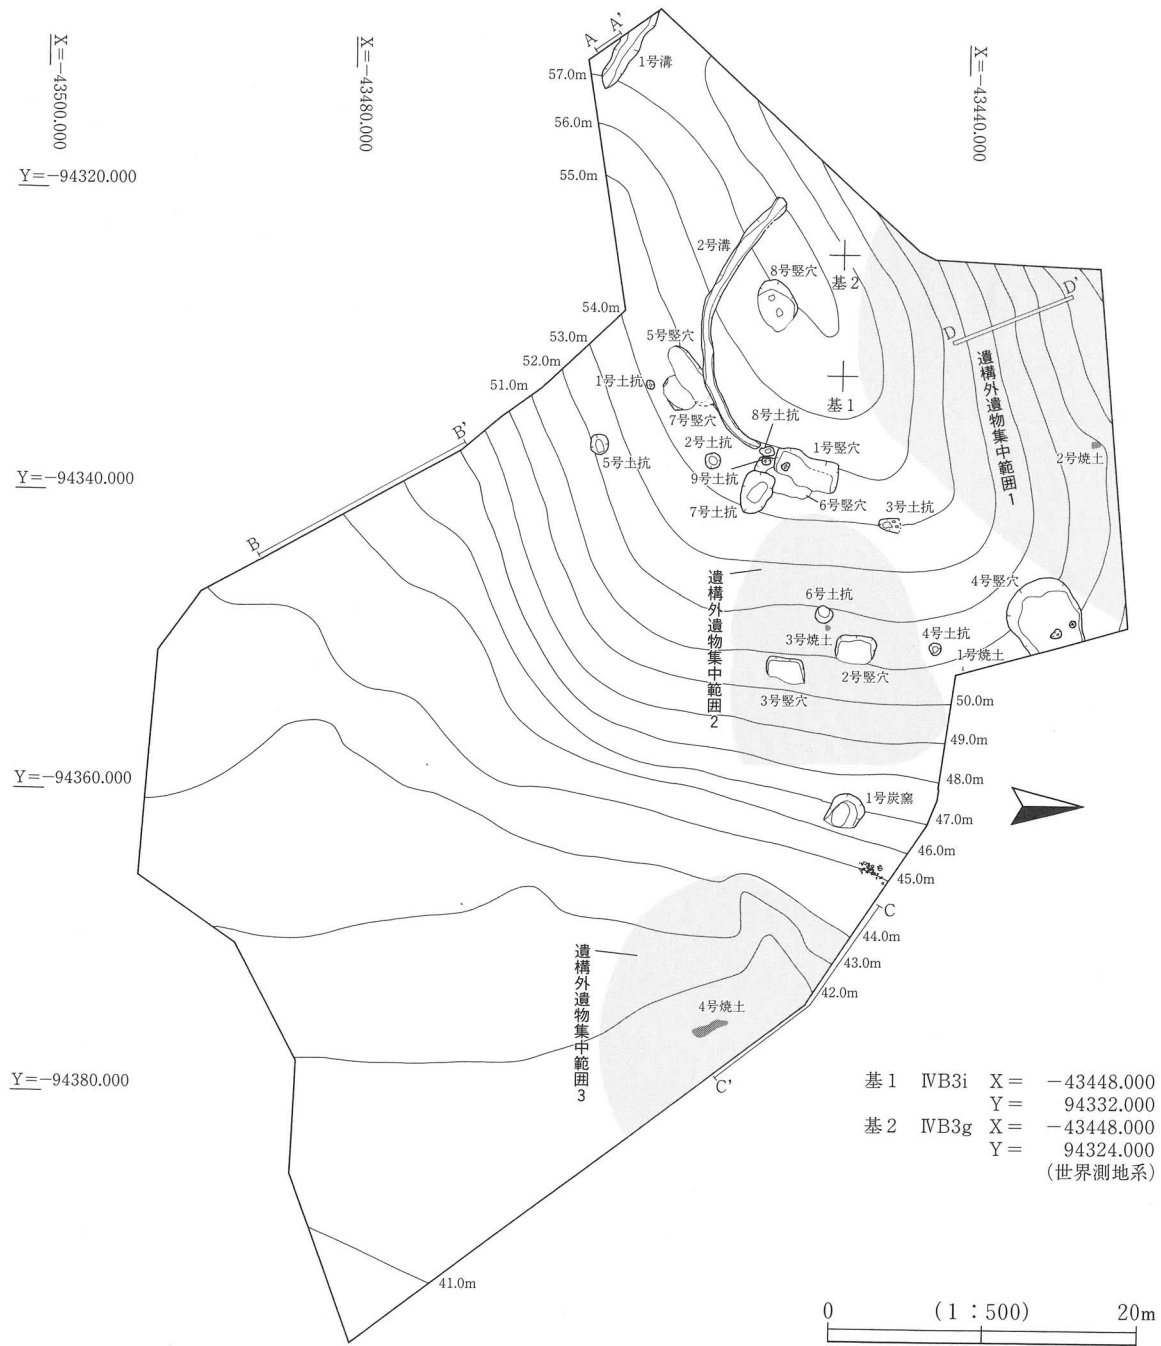 A A'
X=-43500.000
X=-43480.000
X=-43440.000
1号溝
57.0m
56.0m
Y=-94320.000
55.0m
2号溝
8号竪穴
基2
54.0m
D D'
5号竪穴
53.0m
52.0m
1号土抗
51.0m
遺構外遺物集中範囲1
基1
7号竪穴
8号土抗
B'
2号土抗
1号竪穴
2号焼土
5号土抗
Y=-94340.000
9号土抗
7号土抗
6号竪穴
3号土抗
B
遺構外遺物集中範囲2
4号竪穴
6号土抗
3号焼土
4号土抗
1号焼土
2号竪穴
3号竪穴
50.0m
49.0m
Y=-94360.000
48.0m
1号炭窯
47.0m
46.0m
45.0m
C
44.0m
遺構外遺物集中範囲3
43.0m
42.0m
4号焼土
Y=-94380.000
C'
基1 ⅣB3i X= -43448.000
Y= 94332.000
基2 ⅣB3g X= -43448.000
Y= 94324.000
(世界測地系)
41.0m
0 (1:500) 20m